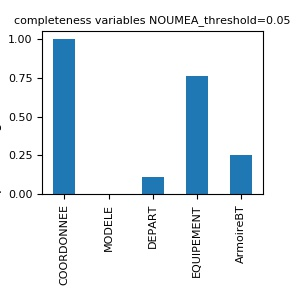 completeness variables NOUMEA_threshold=0.05
1.00
0.75
0.50
0.25
0.00
COORDONNEE
MODELE
DEPART
EQUIPEMENT
ArmoireBT